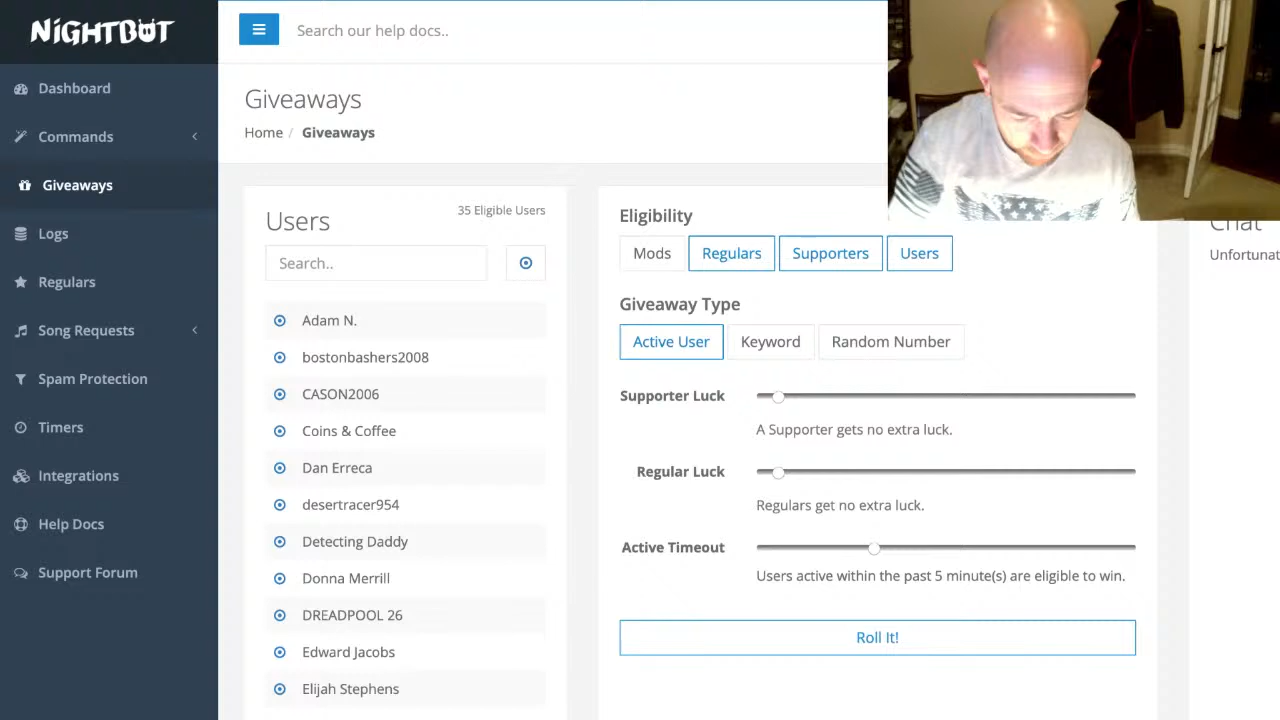 NiGHTBOT
Dashboard
Commands
Giveaways
Logs
Regulars
Song Requests
Spam Protection
Timers
Integrations
Help Docs
Support Forum
Search our help docs..
Giveaways
Home / Giveaways
Users
35 Eligible Users
Search..
Adam N.
bostonbashers2008
CASON2006
Coins & Coffee
Dan Erreca
desertracer954
Detecting Daddy
Donna Merrill
DREADPOOL 26
Edward Jacobs
Elijah Stephens
Eligibility
Mods Regulars Supporters Users
Giveaway Type
Active User Keyword Random Number
Supporter Luck
A Supporter gets no extra luck.
Regular Luck
Regulars get no extra luck.
Active Timeout
Users active within the past 5 minute(s) are eligible to win.
Roll It!
Chat